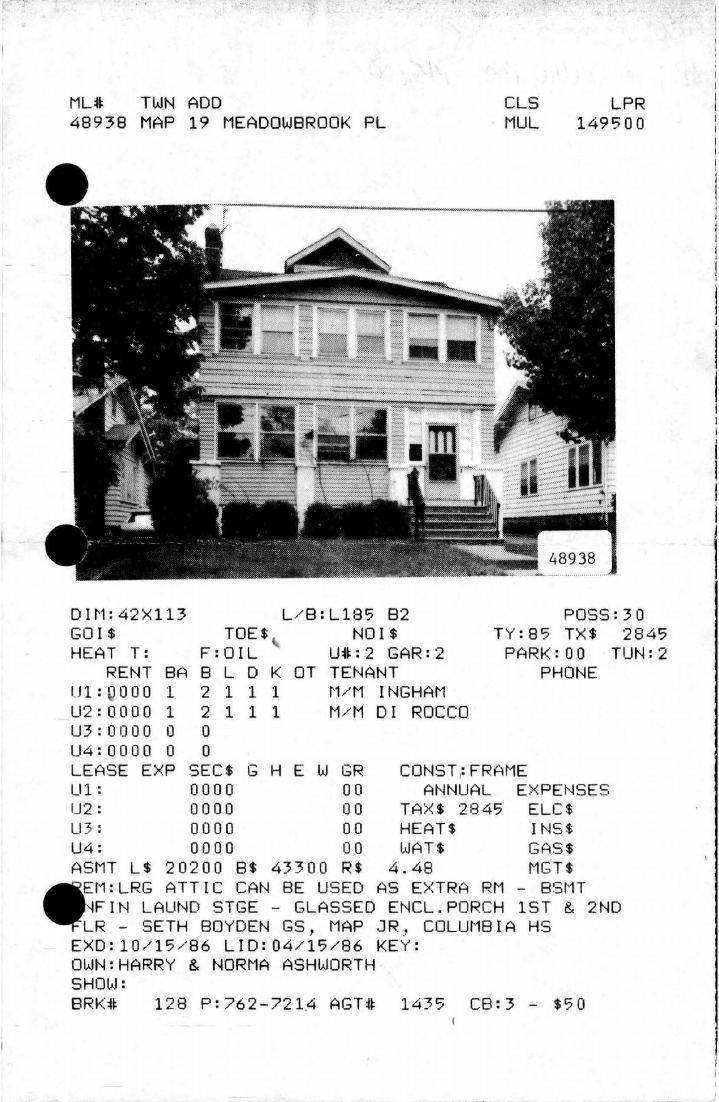 ML# TWN ADD CLS LPR
48938 MAP 19 MEADOWBROOK PL MUL 149500
48938
DIM:42X113 L/B:L185 B2 POSS:30
GOI$ TOE$ NOI$ TY:85 TX$ 2845
HEAT T: F:OIL U#:2 GAR:2 PARK:00 TUN:2
RENT BA B L D K OT TENANT PHONE
U1:0000 1 2 1 1 1 M/M INGHAM
U2:0000 1 2 1 1 1 M/M DI ROCCO
U3:0000 0 0
U4:0000 0 0
LEASE EXP SEC$ G H E W GR CONST:FRAME
U1: 0000 00 ANNUAL EXPENSES
U2: 0000 00 TAX$ 2845 ELC$
U3: 0000 00 HEAT$ INS$
U4: 0000 00 WAT$ GAS$
ASMT L$ 20200 B$ 43300 R$ 4.48 MGT$
REM:LRG ATTIC CAN BE USED AS EXTRA RM - BSMT
NFIN LAUND STGE - GLASSED ENCL.PORCH 1ST & 2ND
FLR - SETH BOYDEN GS, MAP JR, COLUMBIA HS
EXD:10/15/86 LID:04/15/86 KEY:
OWN:HARRY & NORMA ASHWORTH
SHOW:
BRK# 128 P:762-7214 AGT# 1435 CB:3 - $50